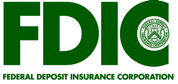 FDIC
FEDERAL DEPOSIT INSURANCE CORPORATION